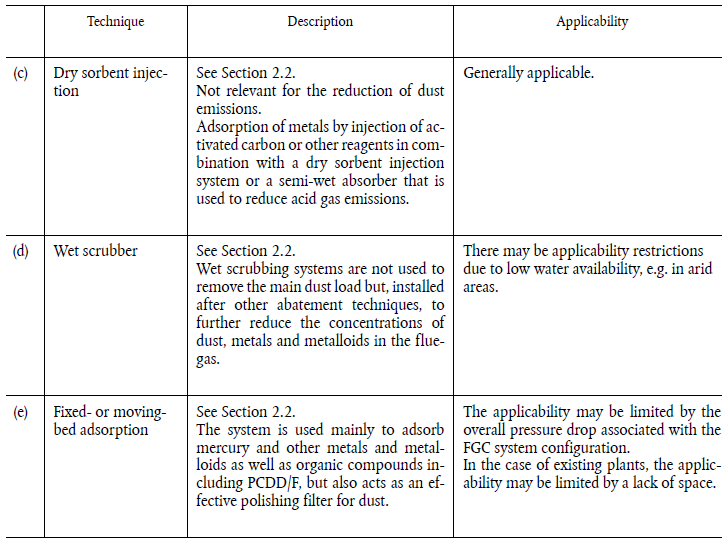 Technique
Description
Applicability
(c)
Dry sorbent injec-
tion
See Section 2.2.
Not relevant for the reduction of dust
emissions.
Adsorption of metals by injection of ac-
tivated carbon or other reagents in com-
bination with a dry sorbent injection
system or a semi-wet absorber that is
used to reduce acid gas emissions.
Generally applicable.
(d)
Wet scrubber
See Section 2.2.
Wet scrubbing systems are not used to
remove the main dust load but, installed
after other abatement techniques, to
further reduce the concentrations of
dust, metals and metalloids in the flue-
gas.
There may be applicability restrictions
due to low water availability, e.g. in arid
areas.
(e)
Fixed- or moving-
bed adsorption
See Section 2.2.
The system is used mainly to adsorb
mercury and other metals and metal-
loids as well as organic compounds in-
cluding PCDD/F, but also acts as an ef-
fective polishing filter for dust.
The applicability may be limited by the
overall pressure drop associated with the
FGC system configuration.
In the case of existing plants, the applic-
ability may be limited by a lack of space.